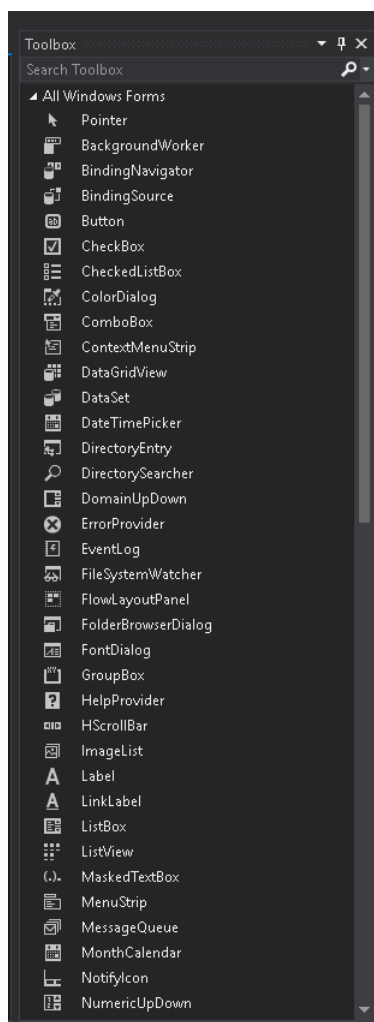 Toolbox
Search Toolbox
All Windows Forms
Pointer
BackgroundWorker
BindingNavigator
BindingSource
Button
CheckBox
CheckedListBox
ColorDialog
ComboBox
ContextMenuStrip
DataGridView
DataSet
DateTimePicker
DirectoryEntry
DirectorySearcher
DomainUpDown
ErrorProvider
EventLog
FileSystemWatcher
FlowLayoutPanel
FolderBrowserDialog
FontDialog
GroupBox
HelpProvider
HScrollBar
ImageList
Label
LinkLabel
ListBox
ListView
MaskedTextBox
MenuStrip
MessageQueue
MonthCalendar
NotifyIcon
NumericUpDown